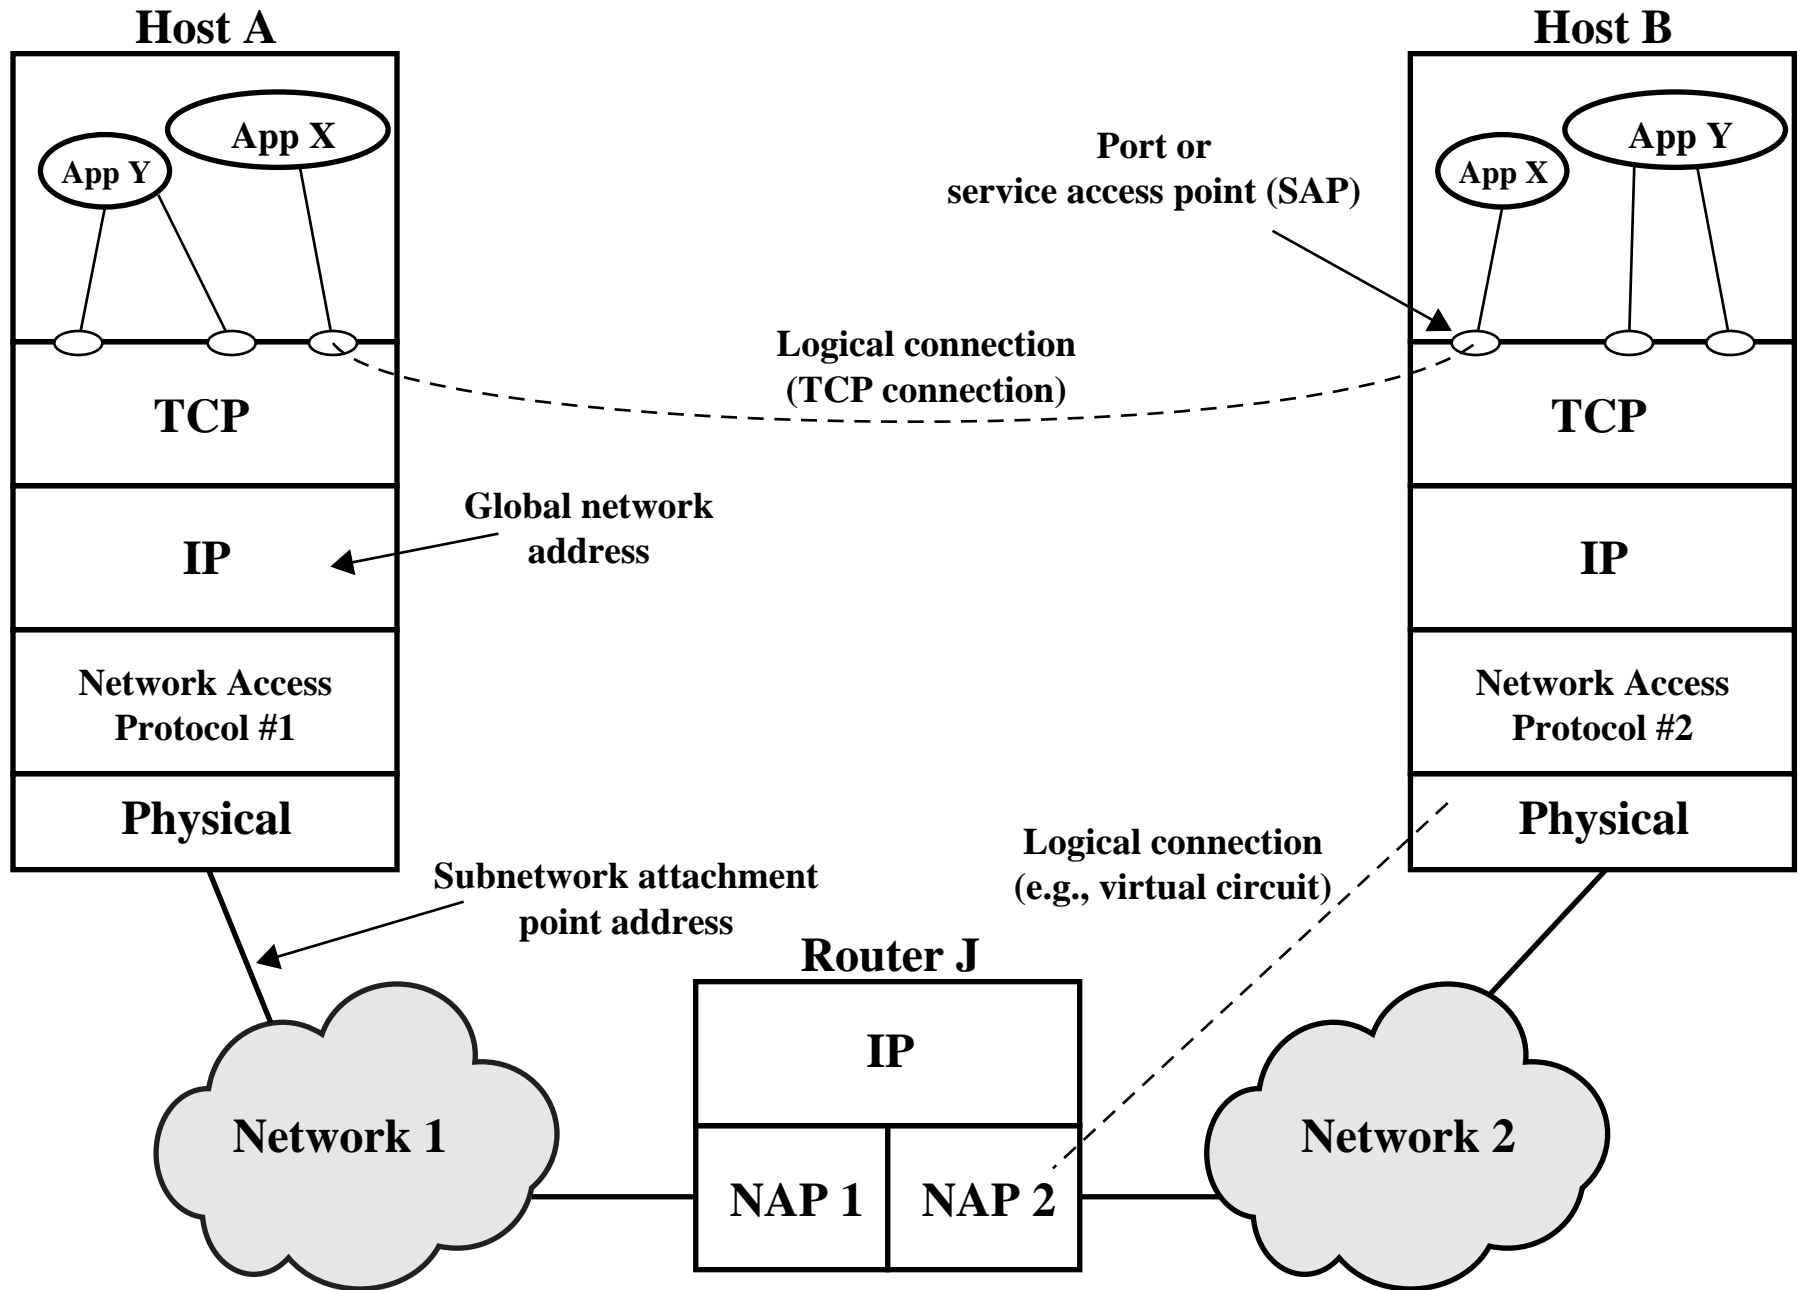 Host A
Host B
App X
App Y
Port or
service access point (SAP)
App X
App Y
Logical connection
(TCP connection)
TCP
TCP
Global network
address
IP
IP
Network Access
Protocol #1
Network Access
Protocol #2
Physical
Physical
Logical connection
(e.g., virtual circuit)
Subnetwork attachment
point address
Router J
IP
Network 1
Network 2
NAP 1
NAP 2